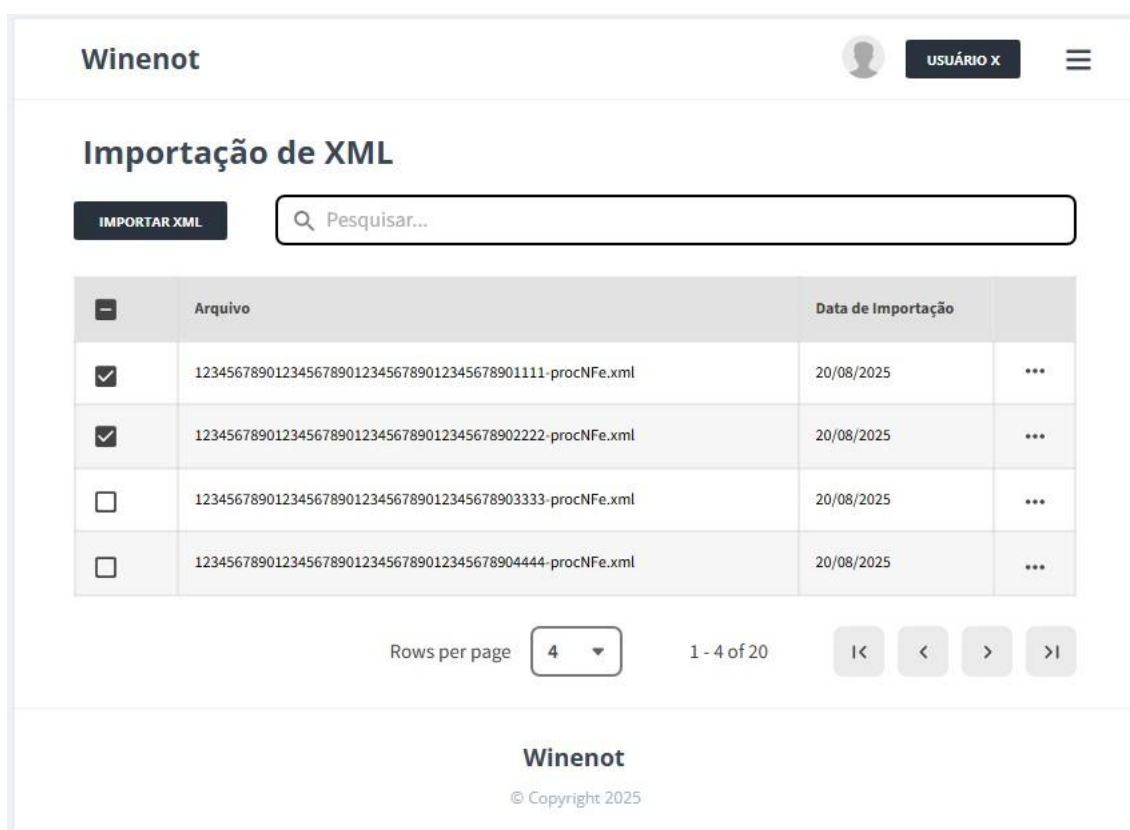 Winenot
USUÁRIO X
Importação de XML
IMPORTAR XML
Pesquisar...
Arquivo Data de Importação
12345678901234567890123456789012345678901111-procNFe.xml 20/08/2025
12345678901234567890123456789012345678902222-procNFe.xml 20/08/2025
12345678901234567890123456789012345678903333-procNFe.xml 20/08/2025
12345678901234567890123456789012345678904444-procNFe.xml 20/08/2025
Rows per page 4 1 - 4 of 20
Winenot
© Copyright 2025